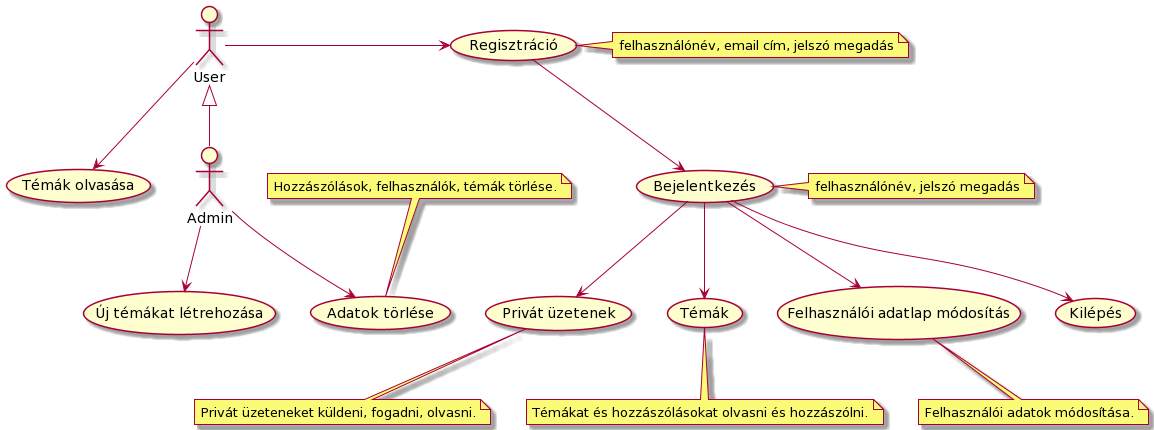 User
Regisztráció
felhasználónév, email cím, jelszó megadás
Témák olvasása
Admin
Hozzászólások, felhasználók, témák törlése.
Bejelentkezés
felhasználónév, jelszó megadás
Új témákat létrehozása
Adatok törlése
Privát üzetenek
Témák
Felhasználói adatlap módosítás
Kilépés
Privát üzeteneket küldeni, fogadni, olvasni.
Témákat és hozzászólásokat olvasni és hozzászólni.
Felhasználói adatok módosítása.